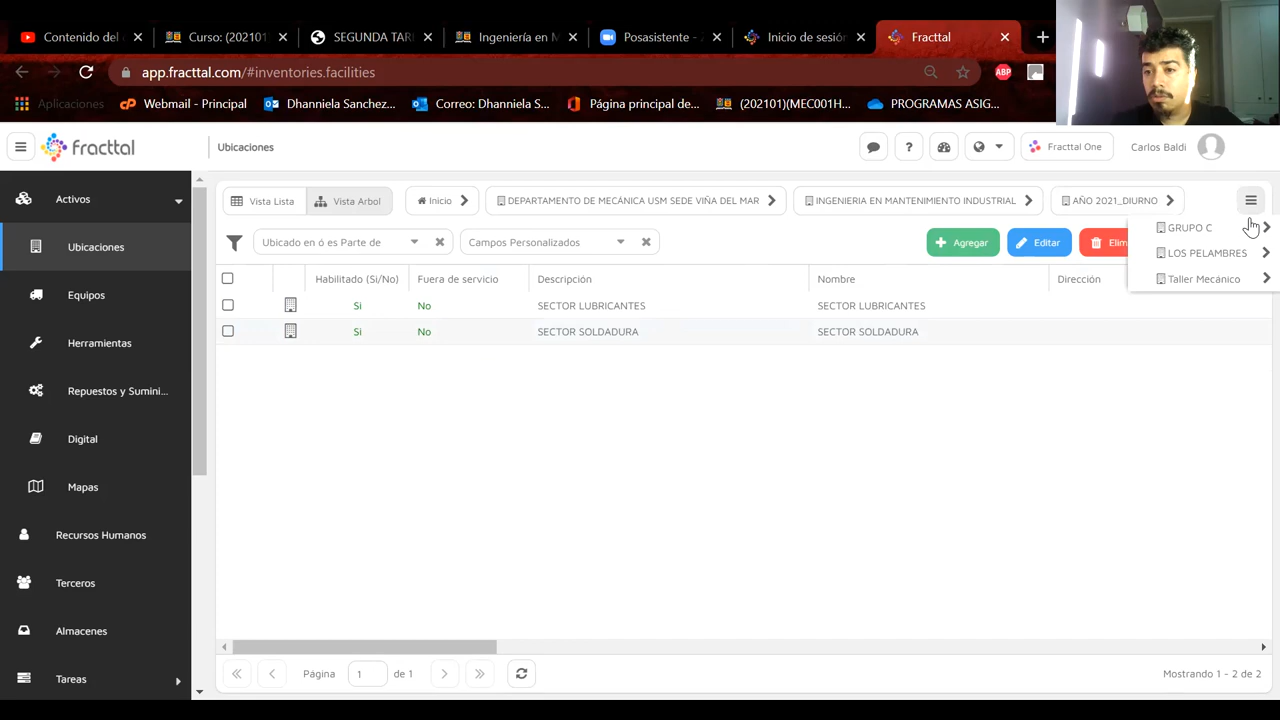 Contenido del
Curso: (202101
SEGUNDA TAR
Ingeniería en M
Posasistente -
Inicio de sesión
Fracttal
app.fracttal.com/#inventories.facilities
ABP
Aplicaciones
Webmail - Principal
Dhanniela Sanchez...
Correo: Dhanniela S...
Página principal de...
(202101)(MEC001H...
PROGRAMAS ASIG...
fracttal
Ubicaciones
Fracttal One
Carlos Baldi
Activos
Ubicaciones
Equipos
Herramientas
Repuestos y Sumini...
Digital
Mapas
Recursos Humanos
Terceros
Almacenes
Tareas
Vista Lista
Vista Arbol
Inicio
DEPARTAMENTO DE MECÁNICA USM SEDE VIÑA DEL MAR
INGENIERIA EN MANTENIMIENTO INDUSTRIAL
AÑO 2021_DIURNO
GRUPO C
LOS PELAMBRES
Taller Mecánico
Ubicado en ó es Parte de
Campos Personalizados
Agregar
Editar
Elim
Habilitado (Si/No)
Fuera de servicio
Descripción
Nombre
Dirección
Si
No
SECTOR LUBRICANTES
SECTOR LUBRICANTES
Si
No
SECTOR SOLDADURA
SECTOR SOLDADURA
Página
1
de 1
Mostrando 1 - 2 de 2